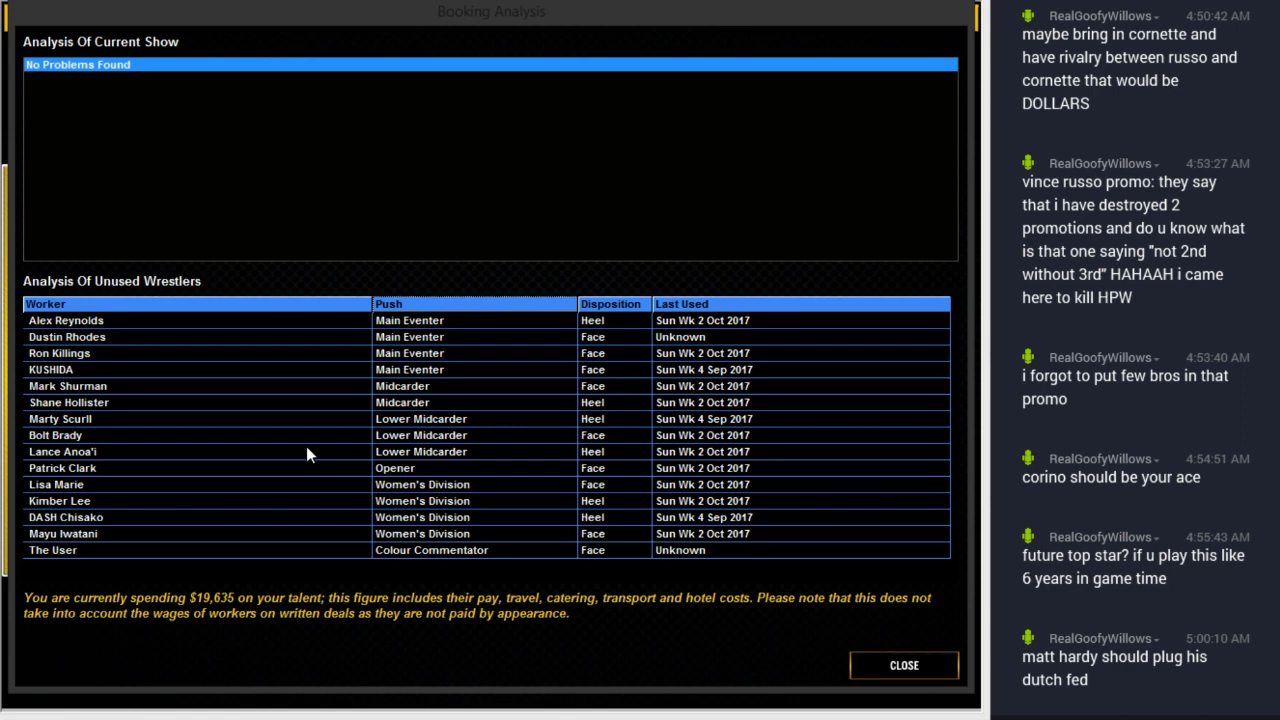 Booking Analysis
Analysis Of Current Show
No Problems Found
Analysis Of Unused Wrestlers
Worker Push Disposition Last Used
Alex Reynolds Main Eventer Heel Sun Wk 2 Oct 2017
Dustin Rhodes Main Eventer Face Unknown
Ron Killings Main Eventer Face Sun Wk 2 Oct 2017
KUSHIDA Main Eventer Face Sun Wk 4 Sep 2017
Mark Shurman Midcarder Face Sun Wk 2 Oct 2017
Shane Hollister Midcarder Heel Sun Wk 2 Oct 2017
Marty Scurll Lower Midcarder Heel Sun Wk 4 Sep 2017
Bolt Brady Lower Midcarder Face Sun Wk 2 Oct 2017
Lance Anoa'i Lower Midcarder Heel Sun Wk 2 Oct 2017
Patrick Clark Opener Face Sun Wk 2 Oct 2017
Lisa Marie Women's Division Face Sun Wk 2 Oct 2017
Kimber Lee Women's Division Heel Sun Wk 2 Oct 2017
DASH Chisako Women's Division Heel Sun Wk 4 Sep 2017
Mayu Iwatani Women's Division Face Sun Wk 2 Oct 2017
The User Colour Commentator Face Unknown
You are currently spending $19,635 on your talent; this figure includes their pay, travel, catering, transport and hotel costs. Please note that this does not
take into account the wages of workers on written deals as they are not paid by appearance.
CLOSE
RealGoofyWillows 4:50:42 AM
maybe bring in cornette and
have rivalry between russo and
cornette that would be
DOLLARS
RealGoofyWillows 4:53:27 AM
vince russo promo: they say
that i have destroyed 2
promotions and do u know what
is that one saying "not 2nd
without 3rd" HAHAAH i came
here to kill HPW
RealGoofyWillows 4:53:40 AM
i forgot to put few bros in that
promo
RealGoofyWillows 4:54:51 AM
corino should be your ace
RealGoofyWillows 4:55:43 AM
future top star? if u play this like
6 years in game time
RealGoofyWillows 5:00:10 AM
matt hardy should plug his
dutch fed